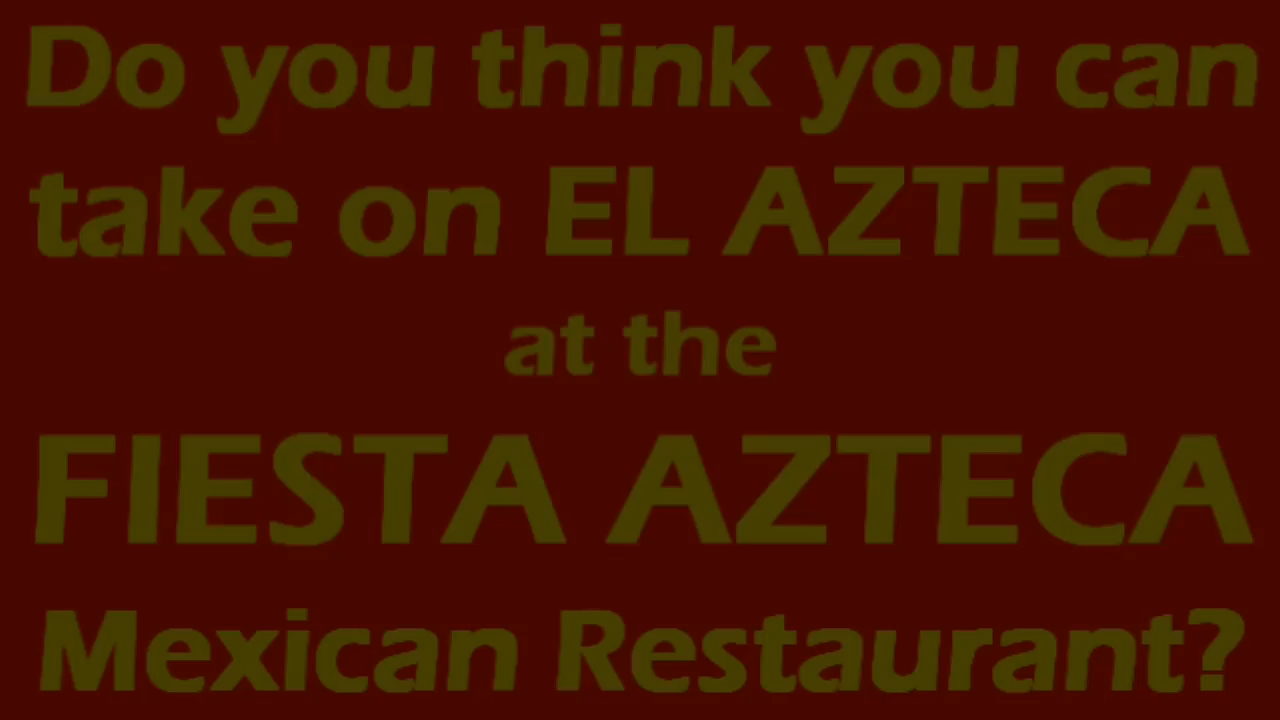 Do you think you can
take on EL AZTECA
at the
FIESTA AZTECA
Mexican Restaurant?